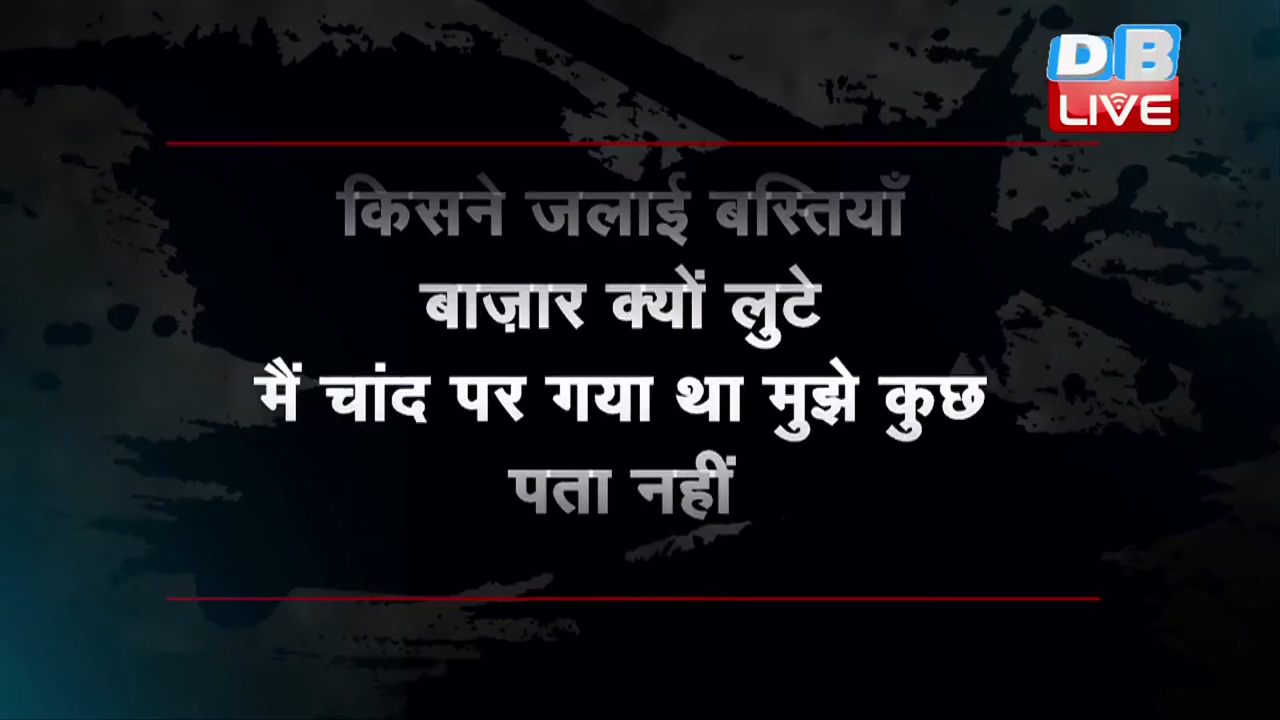 DB
LIVE
किसने जलाई बस्तियाँ
बाज़ार क्यों लुटे
मैं चांद पर गया था मुझे कुछ
पता नहीं